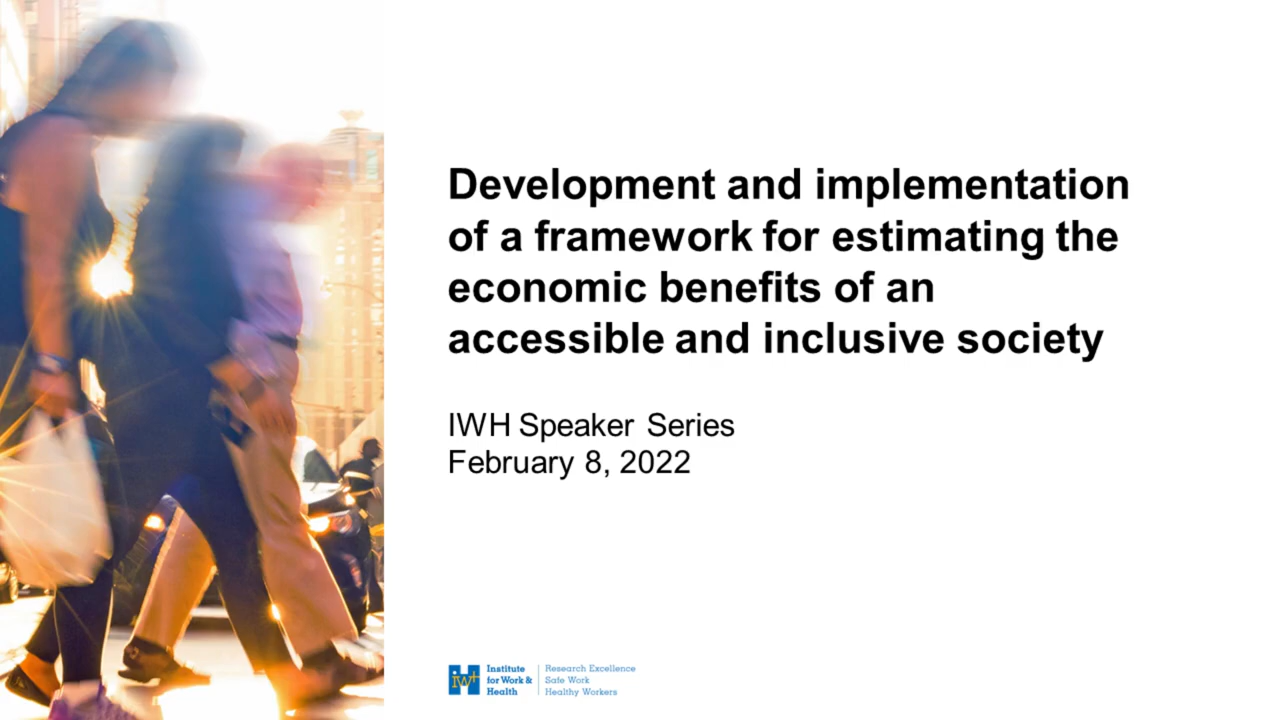 Development and implementation
of a framework for estimating the
economic benefits of an
accessible and inclusive society
IWH Speaker Series
February 8, 2022
iwh
Institute
for Work &
Health
Research Excellence
Safe Work
Healthy Workers